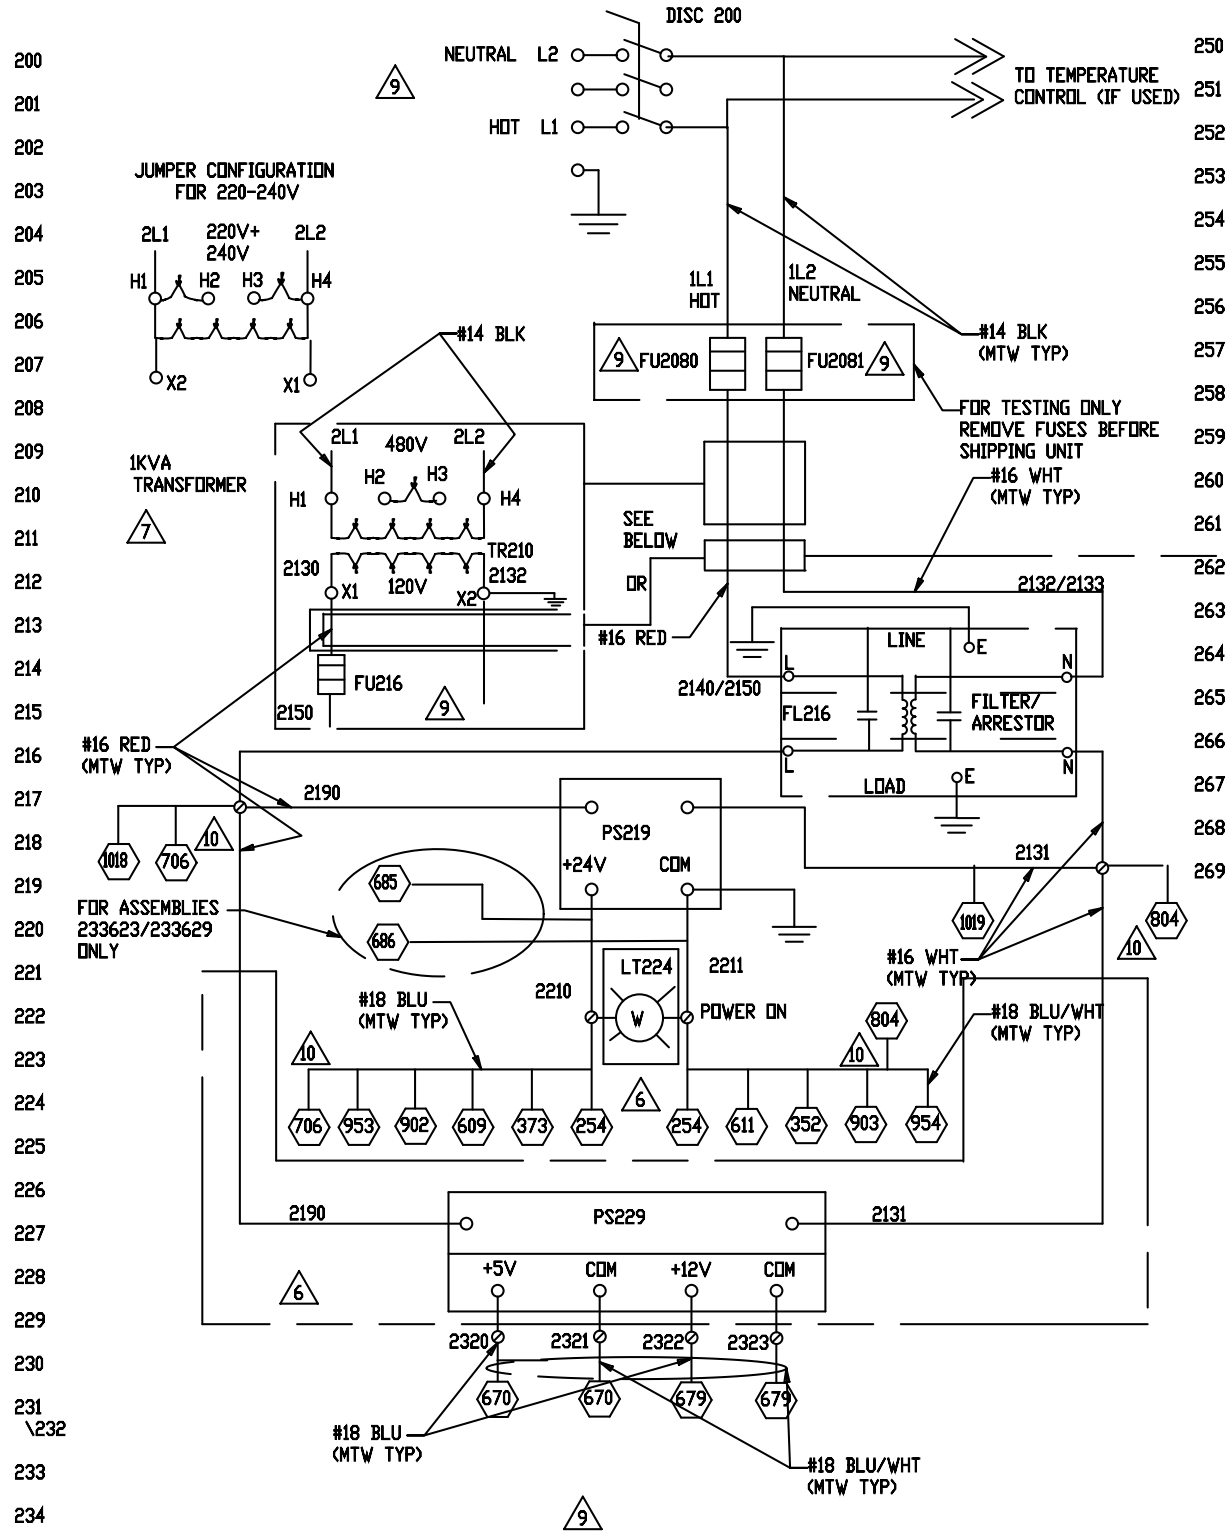 DISC 200
200
NEUTRAL L2
250
9
TO TEMPERATURE
CONTROL (IF USED)
251
201
HOT L1
252
202
JUMPER CONFIGURATION
FOR 220-240V
253
203
254
204
2L1
220V+
240V
2L2
255
205
H1
H2
H3
H4
1L1
HOT
1L2
NEUTRAL
256
206
#14 BLK
#14 BLK
(MTW TYP)
257
207
9
FU2080
FU2081
9
X2
X1
258
208
FOR TESTING ONLY
REMOVE FUSES BEFORE
SHIPPING UNIT
259
209
2L1
480V
2L2
1KVA
TRANSFORMER
H2
H3
#16 WHT
(MTW TYP)
260
210
H1
H4
7
SEE
BELOW
261
211
TR210
262
212
2130
X1
120V
2132
X2
OR
2132/2133
263
213
#16 RED
LINE
E
264
214
FU216
L
N
2140/2150
265
215
2150
9
FL216
FILTER/
ARRESTOR
266
216
#16 RED
(MTW TYP)
L
N
E
LOAD
267
217
2190
268
218
10
PS219
1018
706
+24V
COM
2131
269
219
685
FOR ASSEMBLIES
233623/233629
ONLY
220
686
1019
804
10
221
LT224
2211
#16 WHT
(MTW TYP)
2210
#18 BLU
(MTW TYP)
222
W
POWER ON
804
#18 BLU/WHT
(MTW TYP)
223
10
10
224
6
706
953
902
609
373
254
254
611
352
903
954
225
226
2190
PS229
2131
227
228
+5V
COM
+12V
COM
6
229
2320
2321
2322
2323
230
670
670
679
679
231
\232
#18 BLU
(MTW TYP)
#18 BLU/WHT
(MTW TYP)
233
234
9